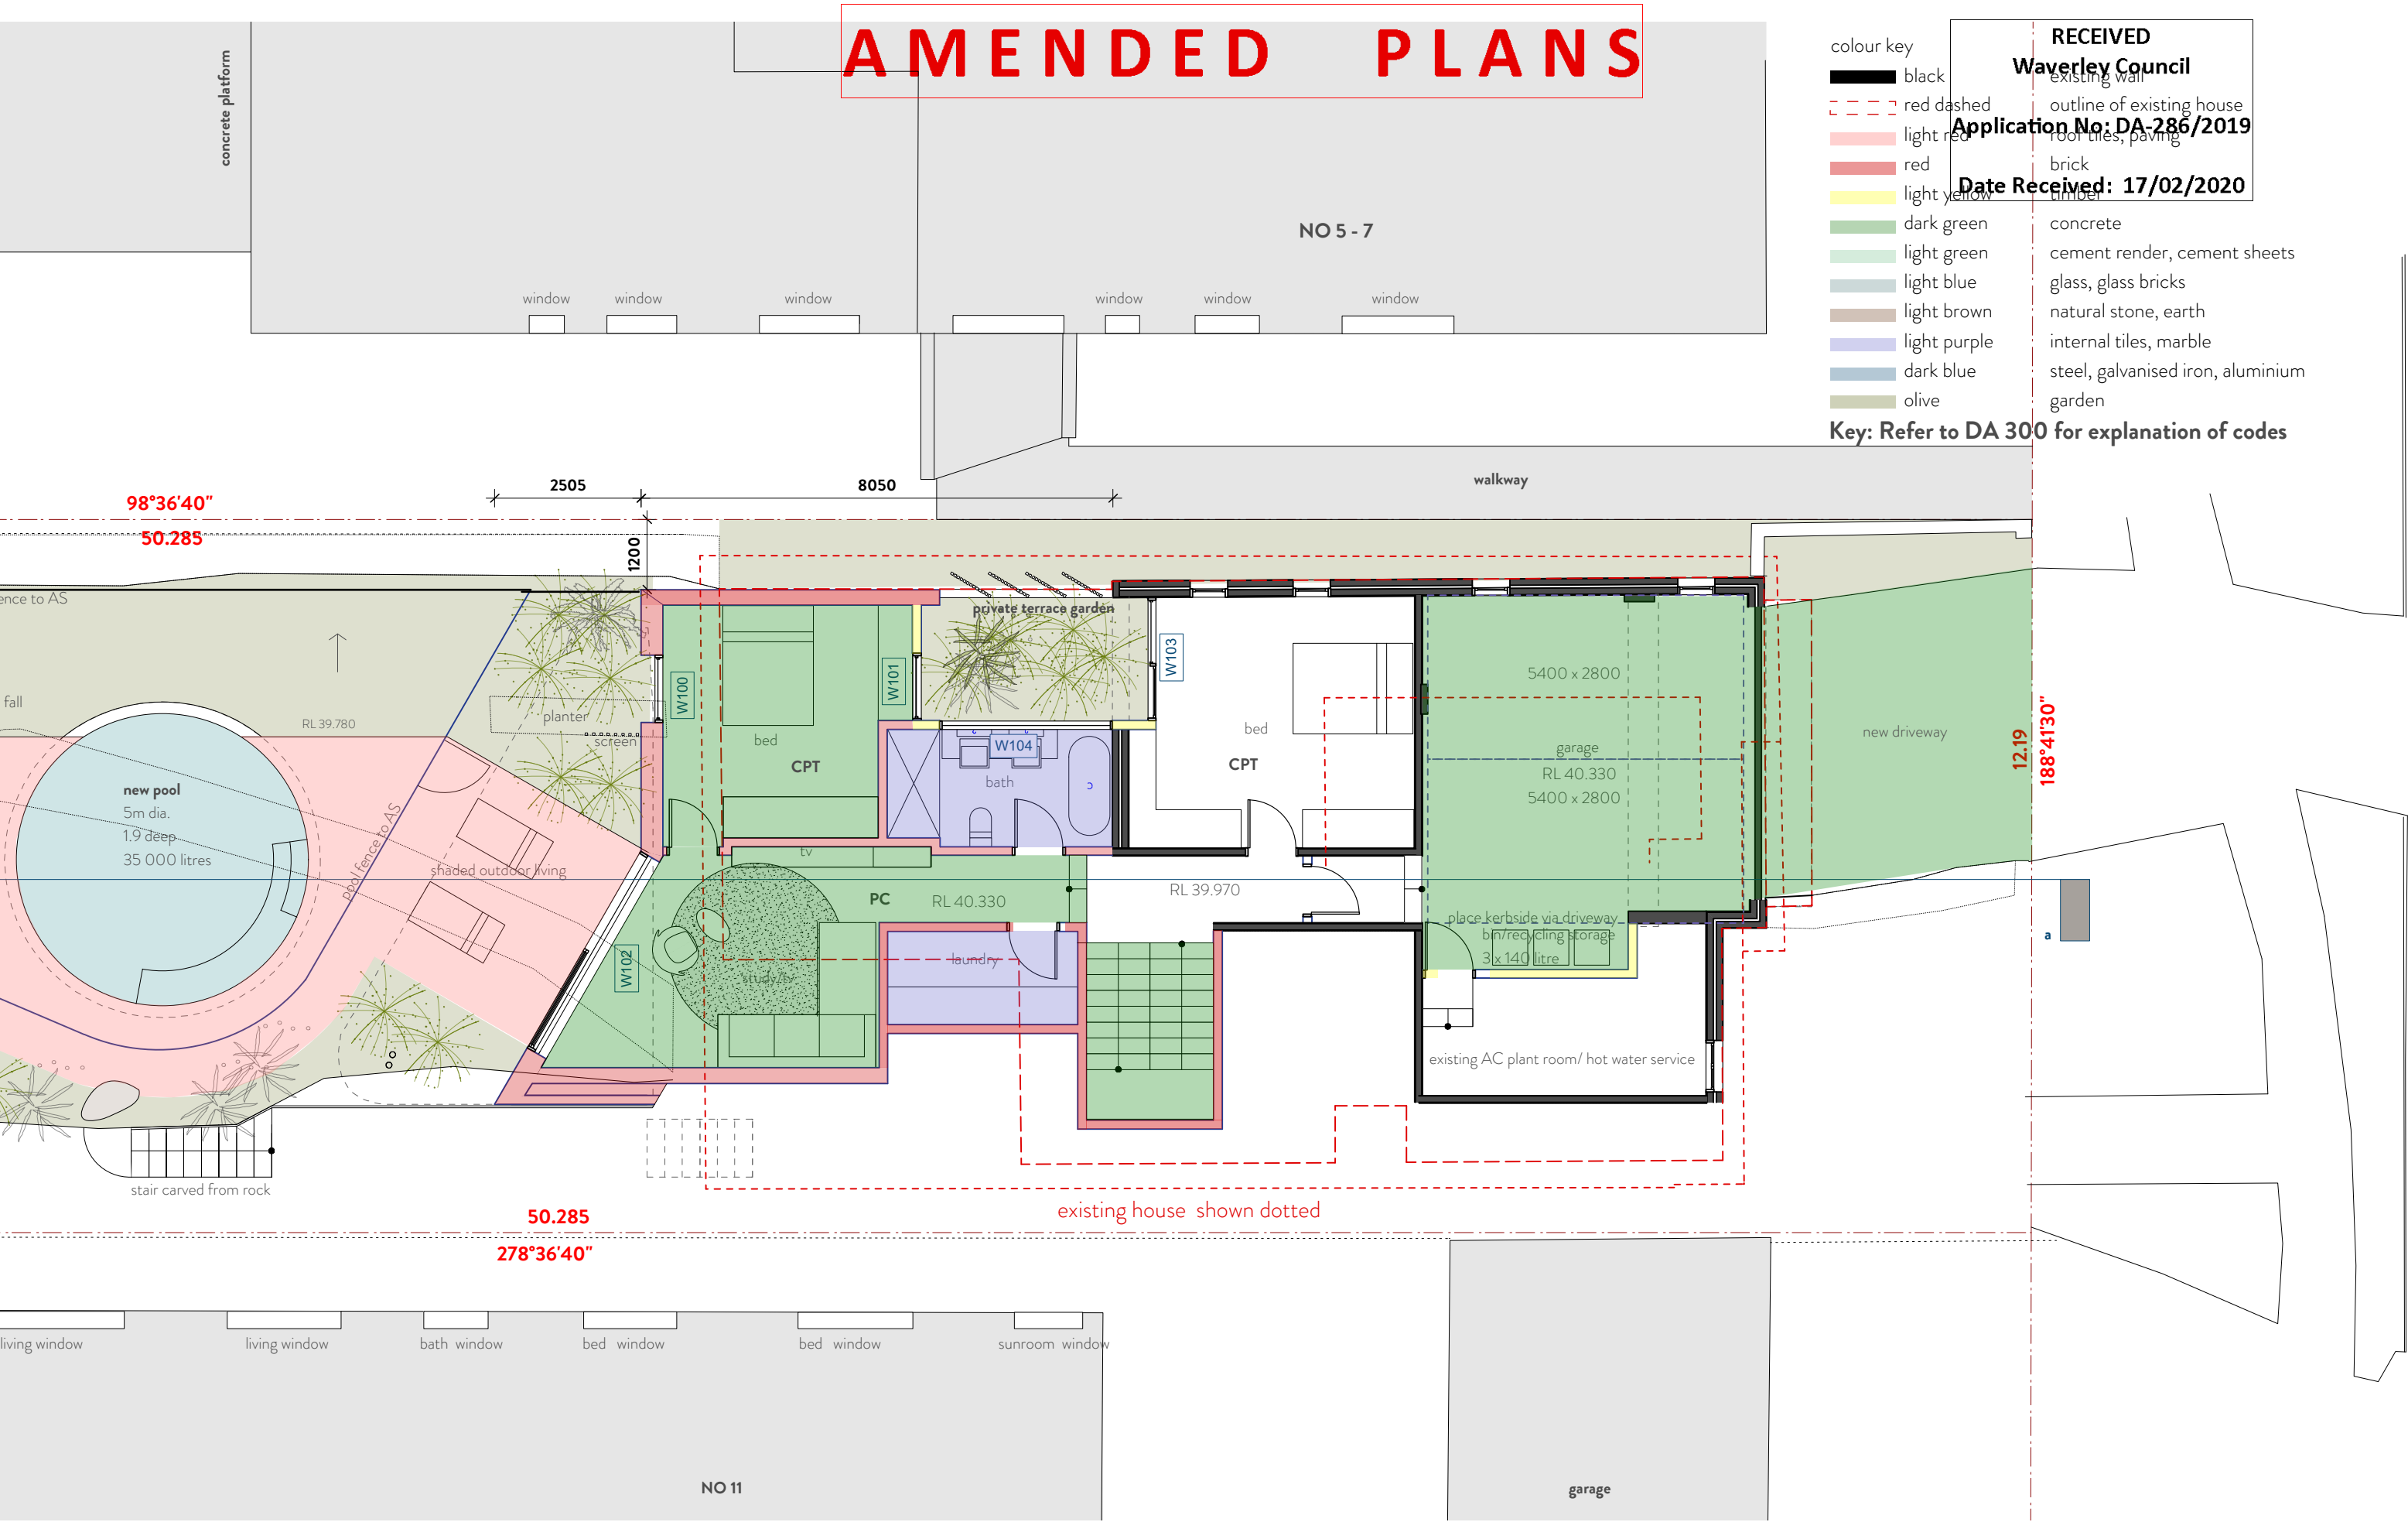 AMENDED PLANS
colour key
black existing wall
red dashed outline of existing house
light red roof tiles, paving
red brick
light yellow timber
dark green concrete
light green cement render, cement sheets
light blue glass, glass bricks
light brown natural stone, earth
light purple internal tiles, marble
dark blue steel, galvanised iron, aluminium
olive garden
Key: Refer to DA 300 for explanation of codes
RECEIVED
Waverley Council
Application No: DA-286/2019
Date Received: 17/02/2020
concrete platform
NO 5 - 7
window
window
window
window
window
window
walkway
2505
8050
98°36'40"
50.285
1200
ence to AS
private terrace garden
fall
RL 39.780
planter
screen
W100
W101
W103
W104
W102
bed
CPT
bath
bed
CPT
5400 x 2800
garage
RL 40.330
5400 x 2800
new driveway
12.19
188°41'30"
new pool
5m dia.
1.9 deep
35 000 litres
pool fence to AS
shaded outdoor living
tv
PC
RL 40.330
RL 39.970
study/tv
laundry
place kerbside via driveway
bin/recycling storage
3 x 140 litre
existing AC plant room/ hot water service
a
stair carved from rock
existing house shown dotted
50.285
278°36'40"
living window
living window
bath window
bed window
bed window
sunroom window
NO 11
garage